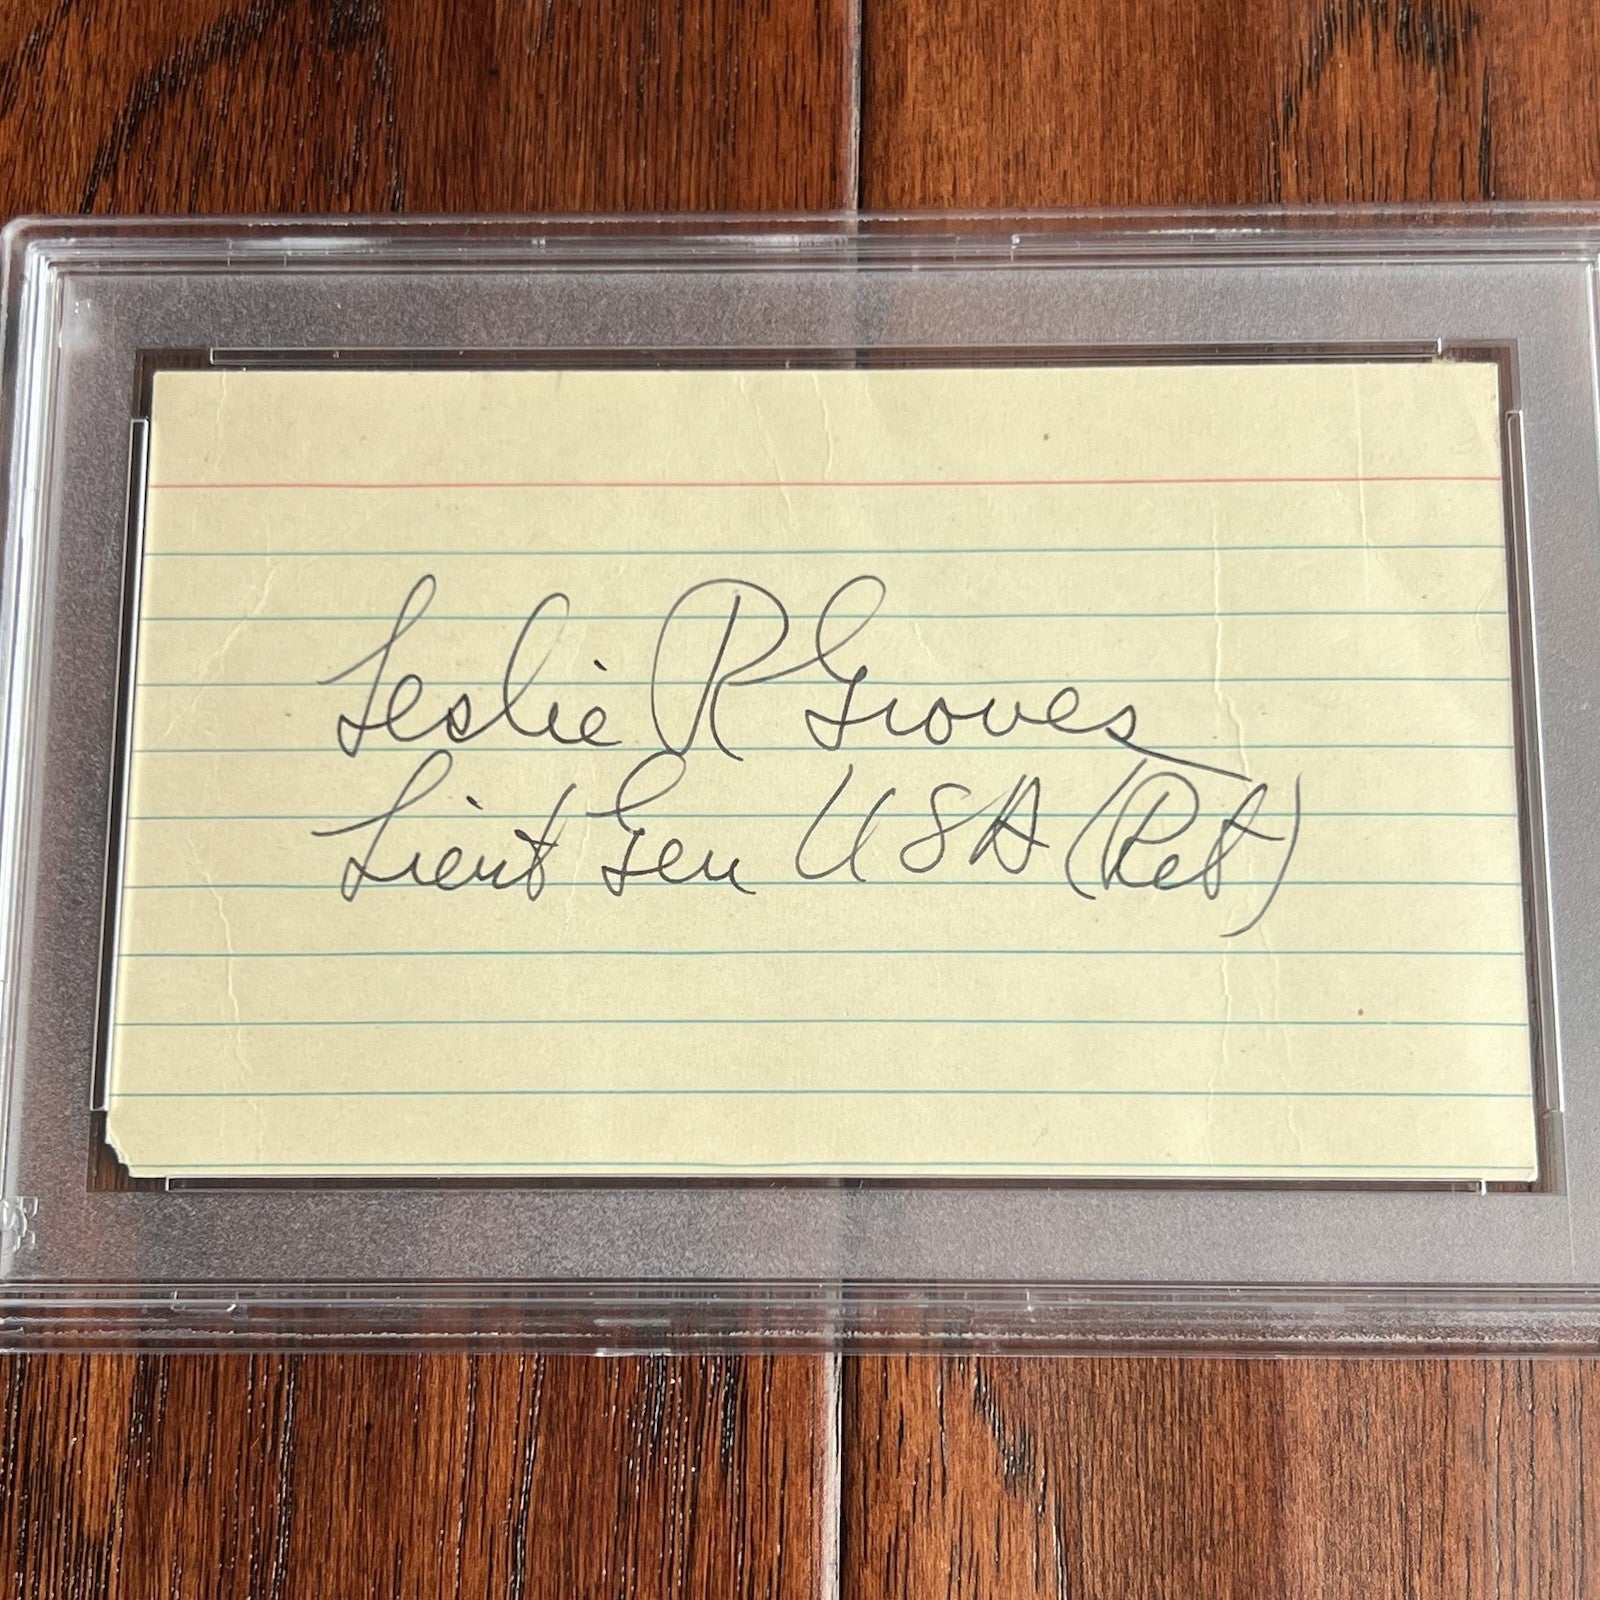 Leslie R Groves
Lieut Gen USA (Ret)